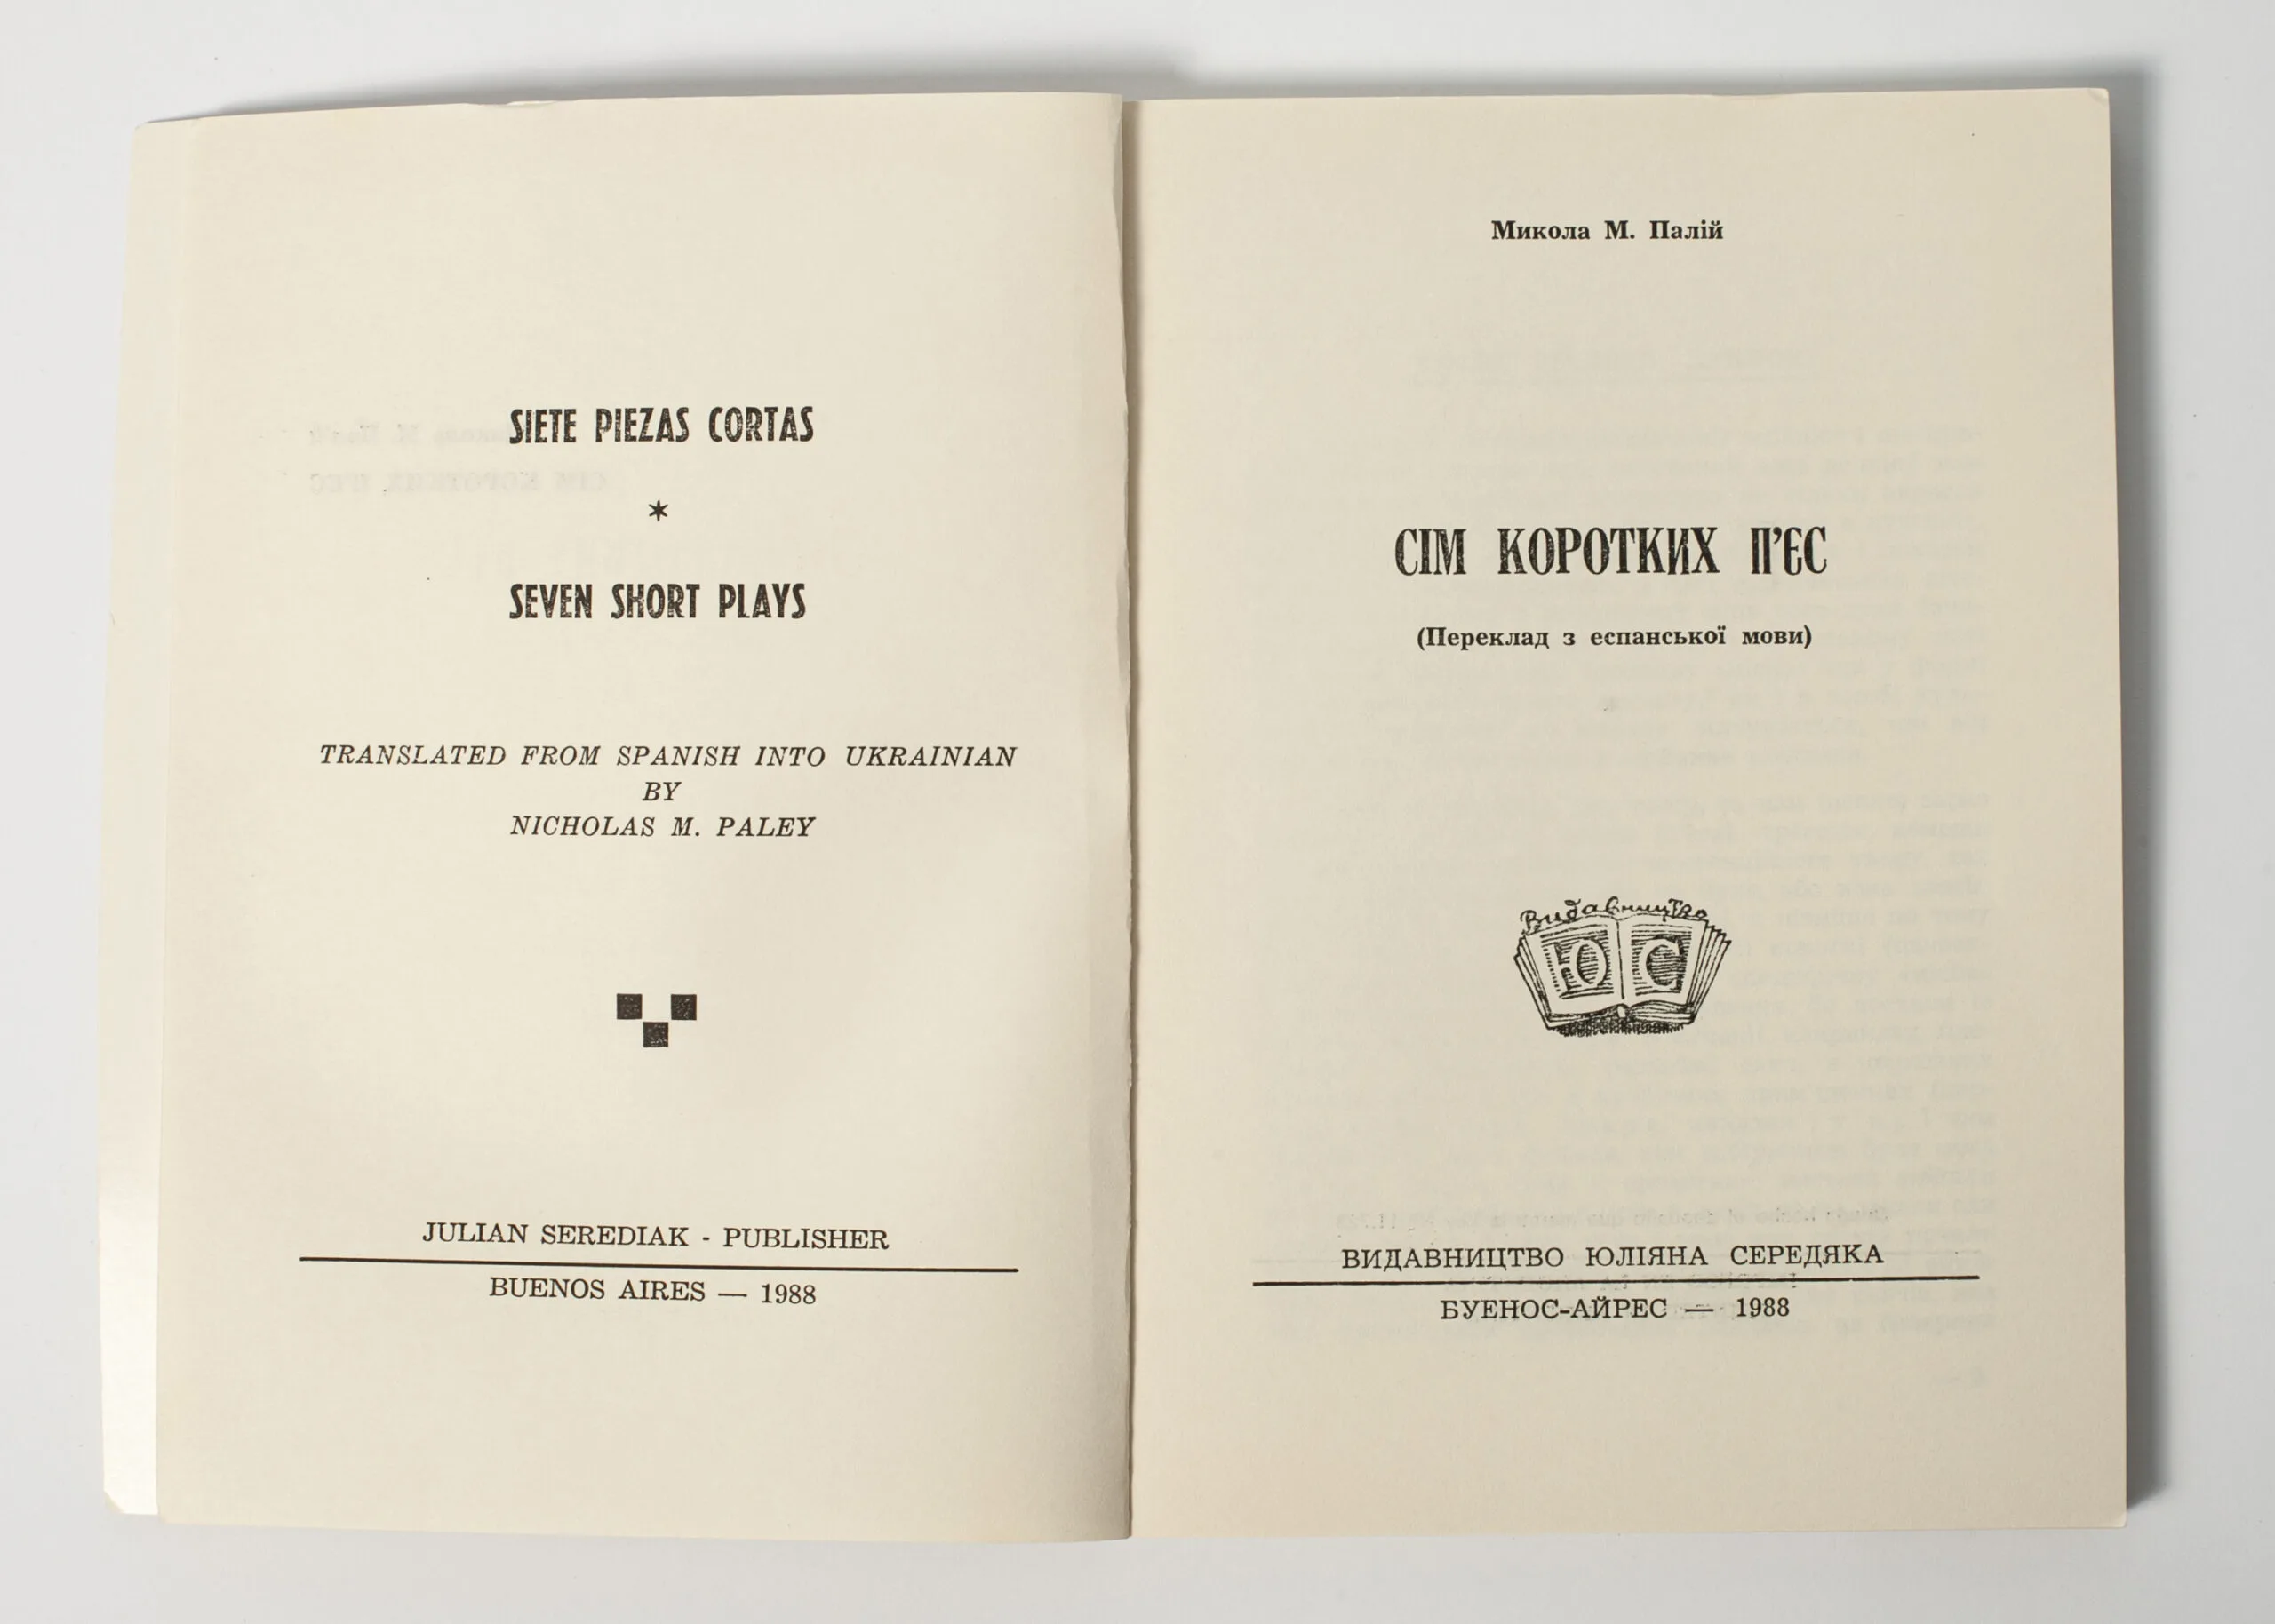 SIETE PIEZAS CORTAS
*
SEVEN SHORT PLAYS
TRANSLATED FROM SPANISH INTO UKRAINIAN
BY
NICHOLAS M. PALEY
JULIAN SEREDIAK - PUBLISHER
BUENOS AIRES — 1988
Микола М. Палій
СІМ КОРОТКИХ П'ЄС
(Переклад з еспанської мови)
Видавництво
Ю С
ВИДАВНИЦТВО ЮЛІЯНА СЕРЕДЯКА
БУЕНОС-АЙРЕС — 1988